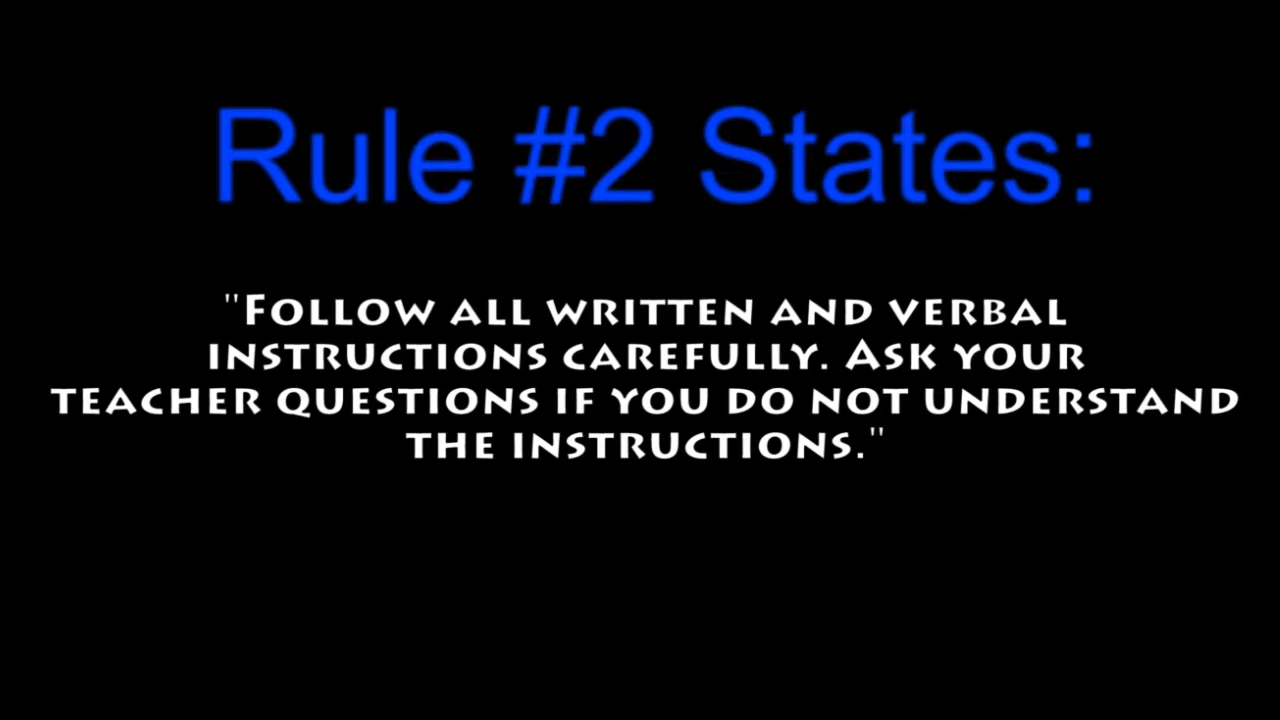 Rule #2 States:
"Follow all written and verbal
instructions carefully. Ask your
teacher questions if you do not understand
the instructions."